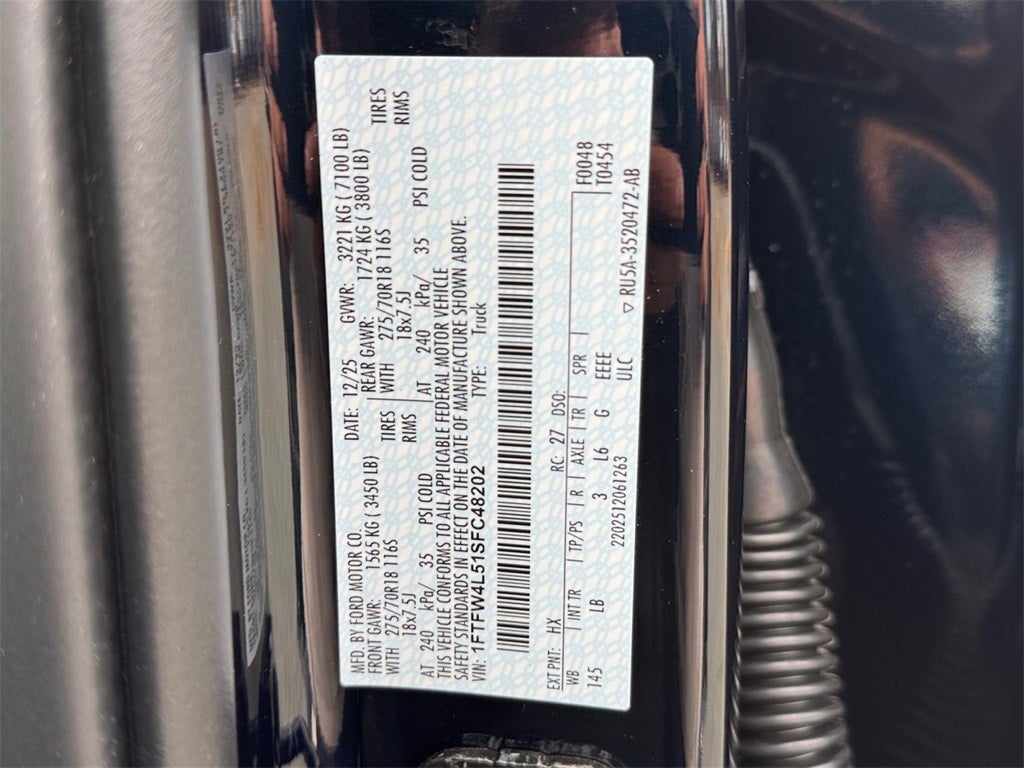 MFD. BY FORD MOTOR CO. DATE: 12/25 GVWR: 3221 KG ( 7100 LB)
FRONT GAWR: 1565 KG ( 3450 LB) REAR GAWR: 1724 KG ( 3800 LB)
WITH 275/70R18 116S TIRES WITH 275/70R18 116S TIRES
18x7.5J RIMS 18x7.5J RIMS
AT 240 kPa/ 35 PSI COLD AT 240 kPa/ 35 PSI COLD
THIS VEHICLE CONFORMS TO ALL APPLICABLE FEDERAL MOTOR VEHICLE
SAFETY STANDARDS IN EFFECT ON THE DATE OF MANUFACTURE SHOWN ABOVE.
VIN: 1FTFW4L51SFC48202 TYPE: Truck
EXT PNT: HX RC: 27 DSO: F0048
WB INT TR TP/PS R AXLE TR SPR T0454
145 LB 3 L6 G EEEE
ULC
2202512061263 ▽ RU5A-3520472-AB